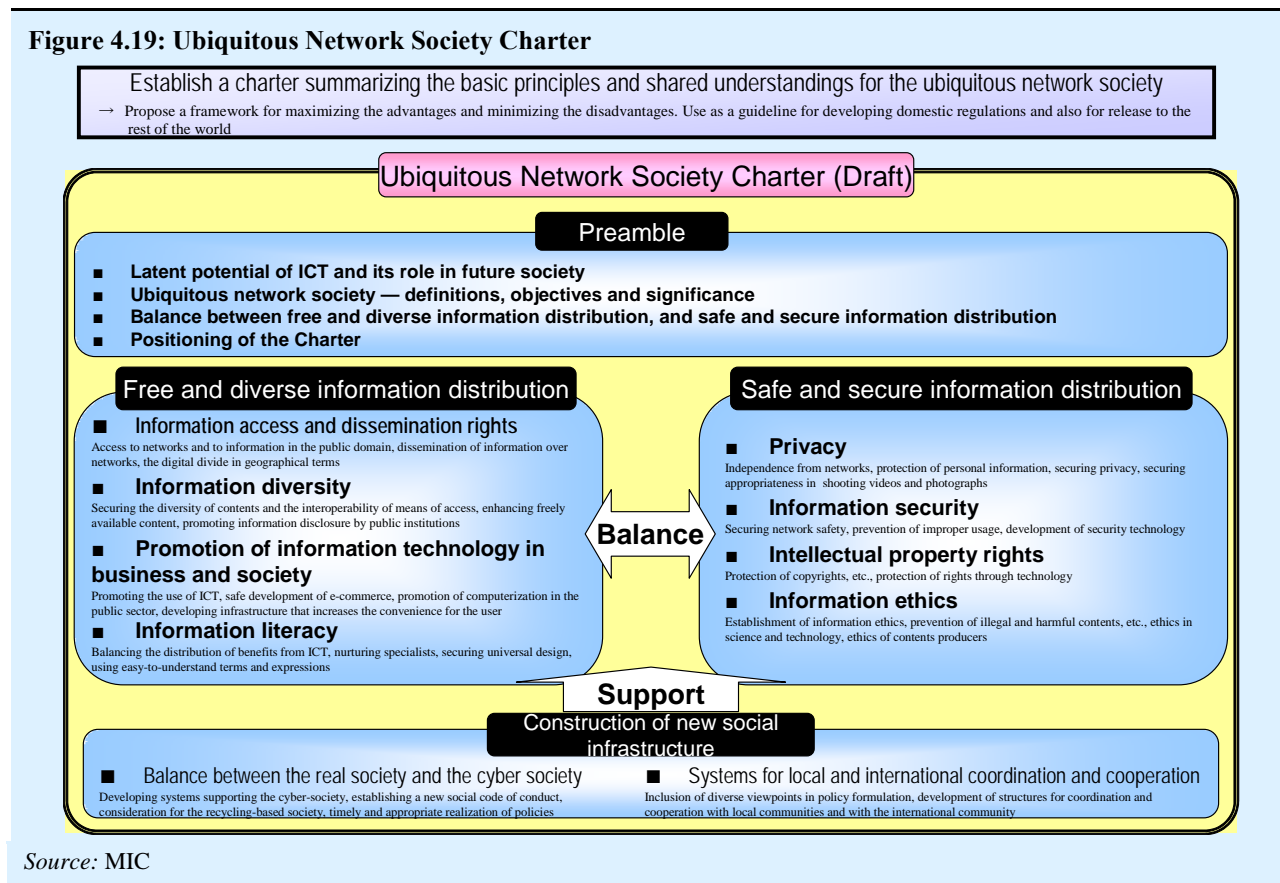 Figure 4.19: Ubiquitous Network Society Charter
Establish a charter summarizing the basic principles and shared understandings for the ubiquitous network society
→ Propose a framework for maximizing the advantages and minimizing the disadvantages. Use as a guideline for developing domestic regulations and also for release to the
rest of the world
Ubiquitous Network Society Charter (Draft)
Preamble
■ Latent potential of ICT and its role in future society
■ Ubiquitous network society — definitions, objectives and significance
■ Balance between free and diverse information distribution, and safe and secure information distribution
■ Positioning of the Charter
Free and diverse information distribution
■ Information access and dissemination rights
Access to networks and to information in the public domain, dissemination of information over
networks, the digital divide in geographical terms
■ Information diversity
Securing the diversity of contents and the interoperability of means of access, enhancing freely
available content, promoting information disclosure by public institutions
■ Promotion of information technology in
business and society
Promoting the use of ICT, safe development of e-commerce, promotion of computerization in the
public sector, developing infrastructure that increases the convenience for the user
■ Information literacy
Balancing the distribution of benefits from ICT, nurturing specialists, securing universal design,
using easy-to-understand terms and expressions
Balance
Safe and secure information distribution
■ Privacy
Independence from networks, protection of personal information, securing privacy, securing
appropriateness in shooting videos and photographs
■ Information security
Securing network safety, prevention of improper usage, development of security technology
■ Intellectual property rights
Protection of copyrights, etc., protection of rights through technology
■ Information ethics
Establishment of information ethics, prevention of illegal and harmful contents, etc., ethics in
science and technology, ethics of contents producers
Support
Construction of new social
infrastructure
■ Balance between the real society and the cyber society
Developing systems supporting the cyber-society, establishing a new social code of conduct,
consideration for the recycling-based society, timely and appropriate realization of policies
■ Systems for local and international coordination and cooperation
Inclusion of diverse viewpoints in policy formulation, development of structures for coordination and
cooperation with local communities and with the international community
Source: MIC